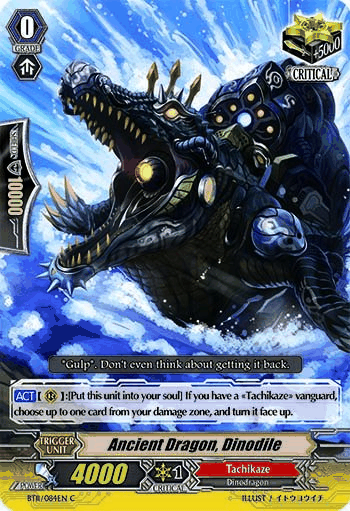 0
GRADE
+5000
CRITICAL
SHIELD
10000
"Gulp". Don't even think about getting it back.
ACT [ ]:[Put this unit into your soul] If you have a «Tachikaze» vanguard,
choose up to one card from your damage zone, and turn it face up.
TRIGGER
UNIT
Ancient Dragon, Dinodile
POWER
4000
1
CRITICAL
Tachikaze
Dinodragon
BT11/084EN C
ILLUST / イトウヨウイチ